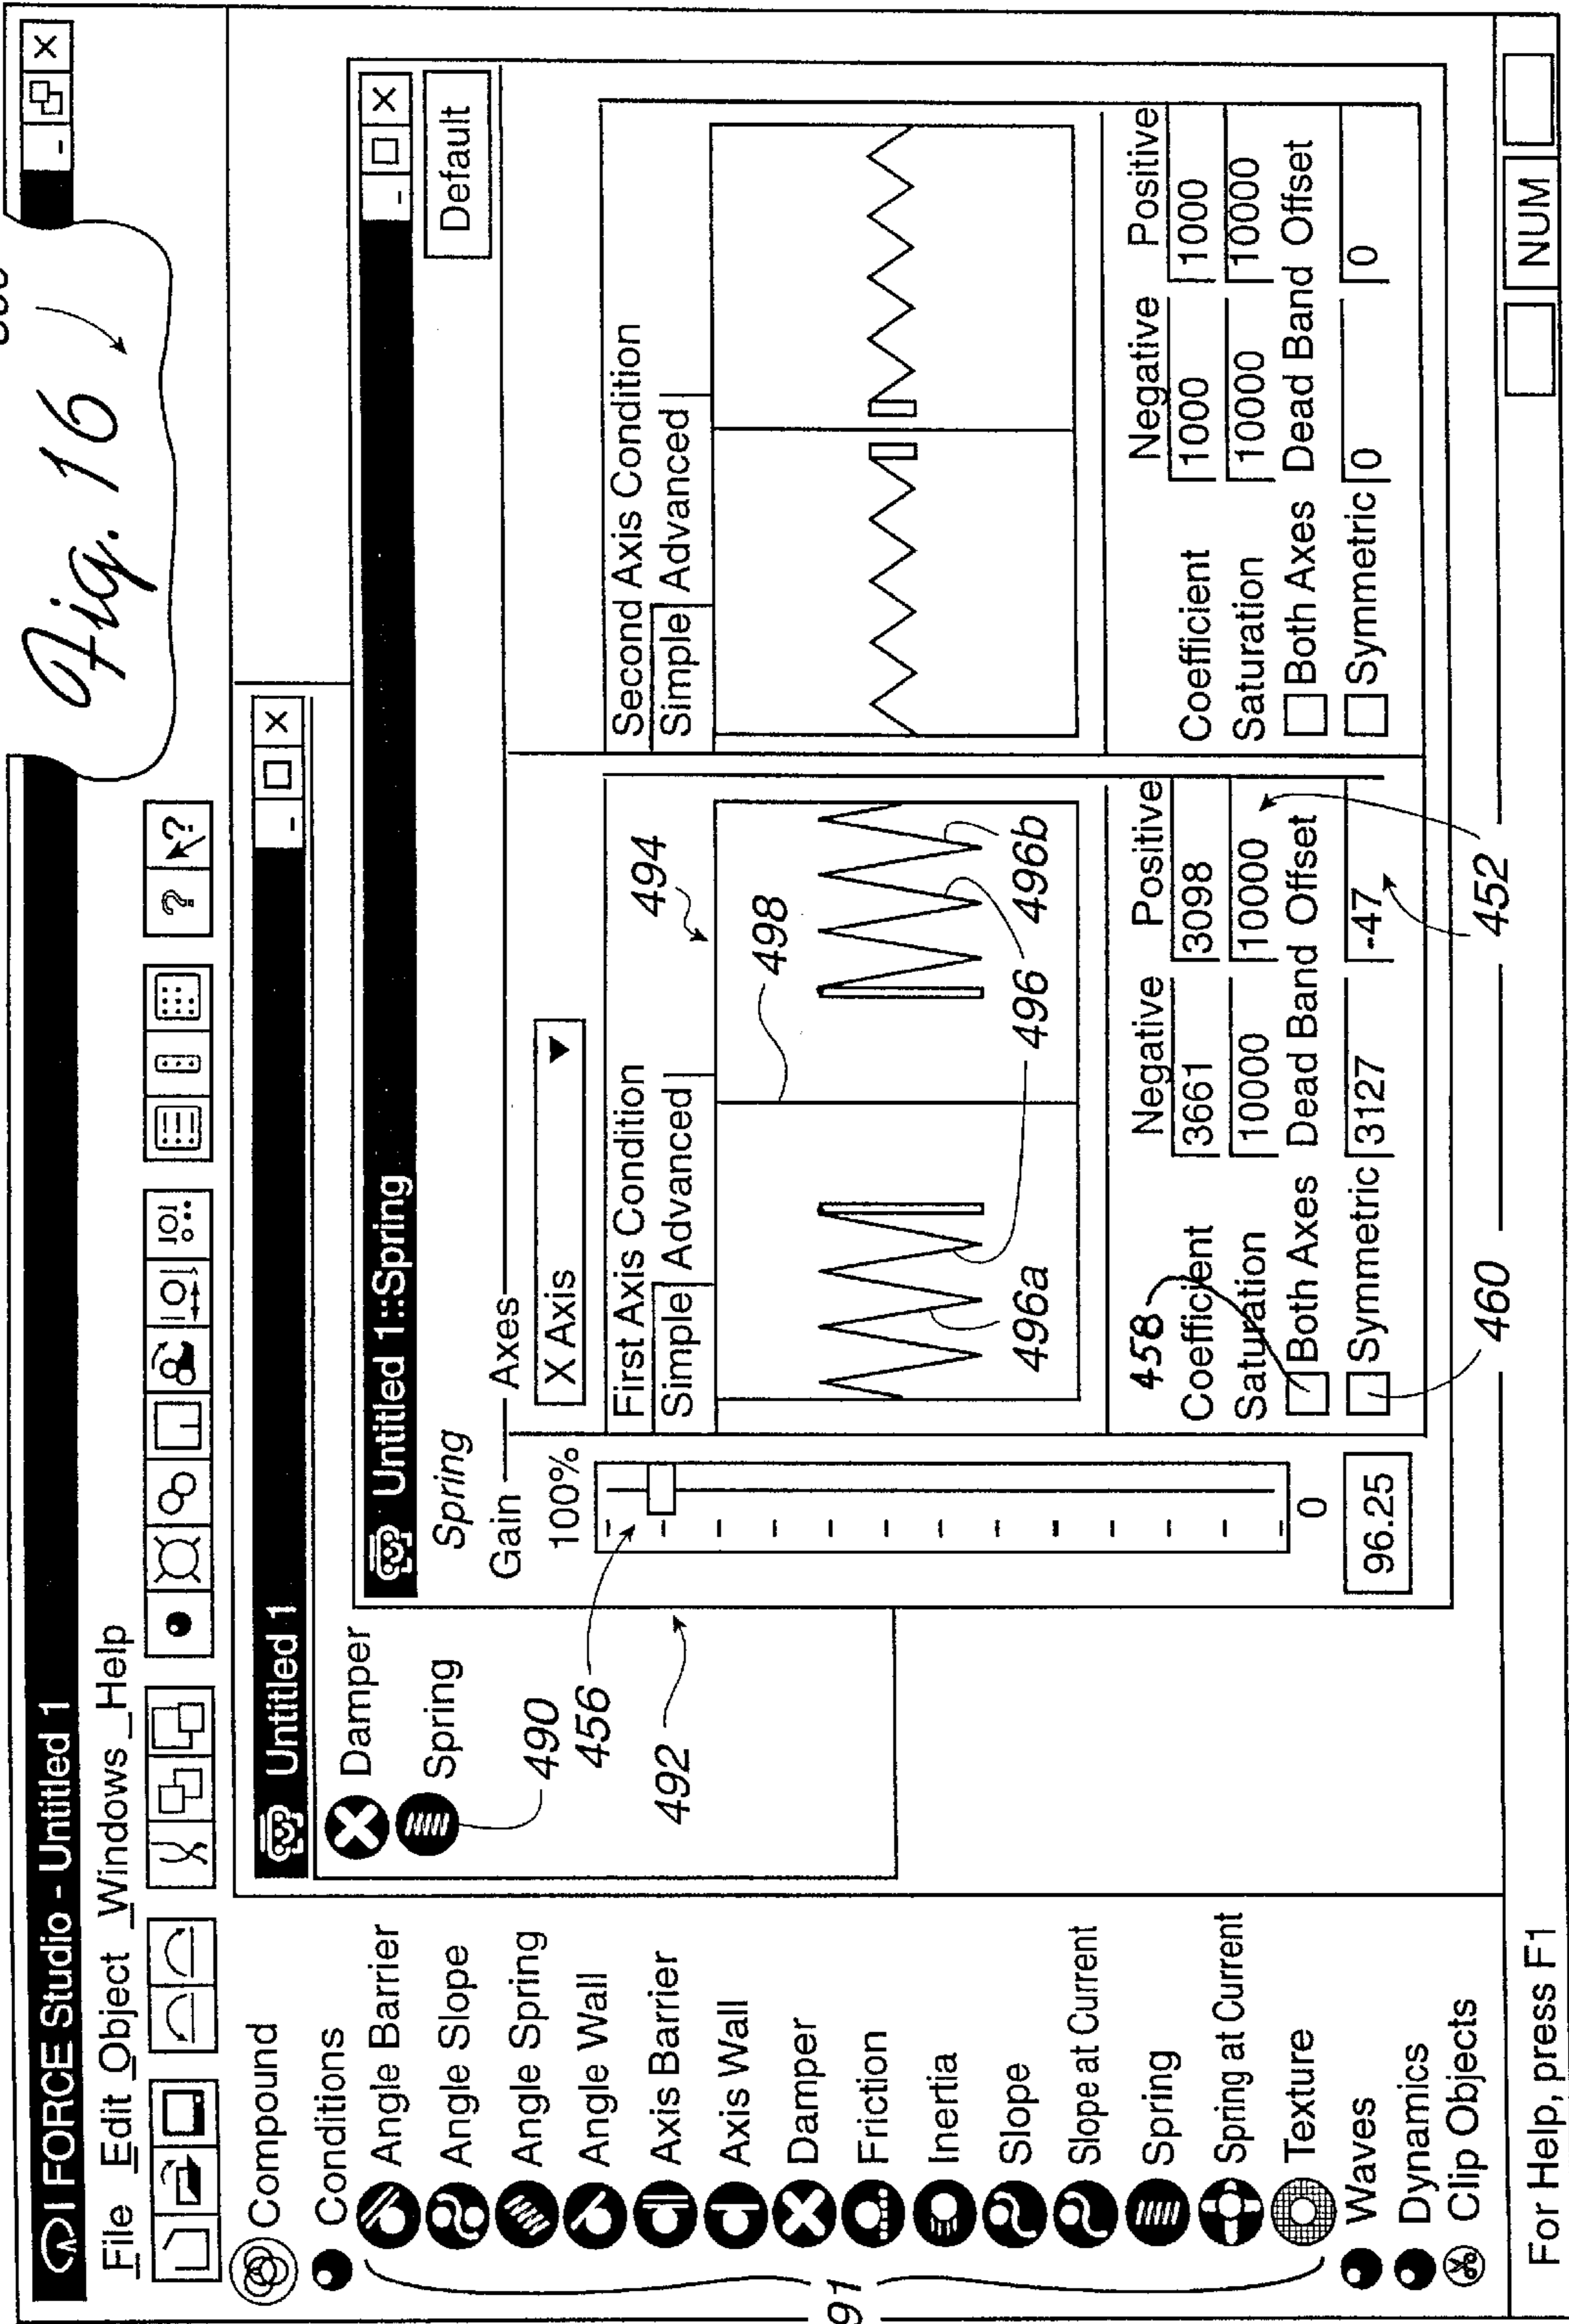 Fig. 16
I FORCE Studio - Untitled 1
File Edit Object Windows Help
Compound
Conditions
Angle Barrier
Angle Slope
Angle Spring
Angle Wall
Axis Barrier
Axis Wall
Damper
Friction
Inertia
Slope
Slope at Current
Spring
Spring at Current
Texture
Waves
Dynamics
Clip Objects
91
Untitled 1
Damper
Spring
490
456
492
Untitled 1::Spring
Spring
Default
Gain
100%
0
96.25
Axes
X Axis
First Axis Condition
Simple Advanced
494
498
496a 496 496b
Negative Positive
458
Coefficient 3661 3098
Saturation 10000 10000
Both Axes Dead Band Offset
Symmetric 3127 -47
460
452
Second Axis Condition
Simple Advanced
Negative Positive
Coefficient 1000 1000
Saturation 10000 10000
Both Axes Dead Band Offset
Symmetric 0 0
For Help, press F1
NUM